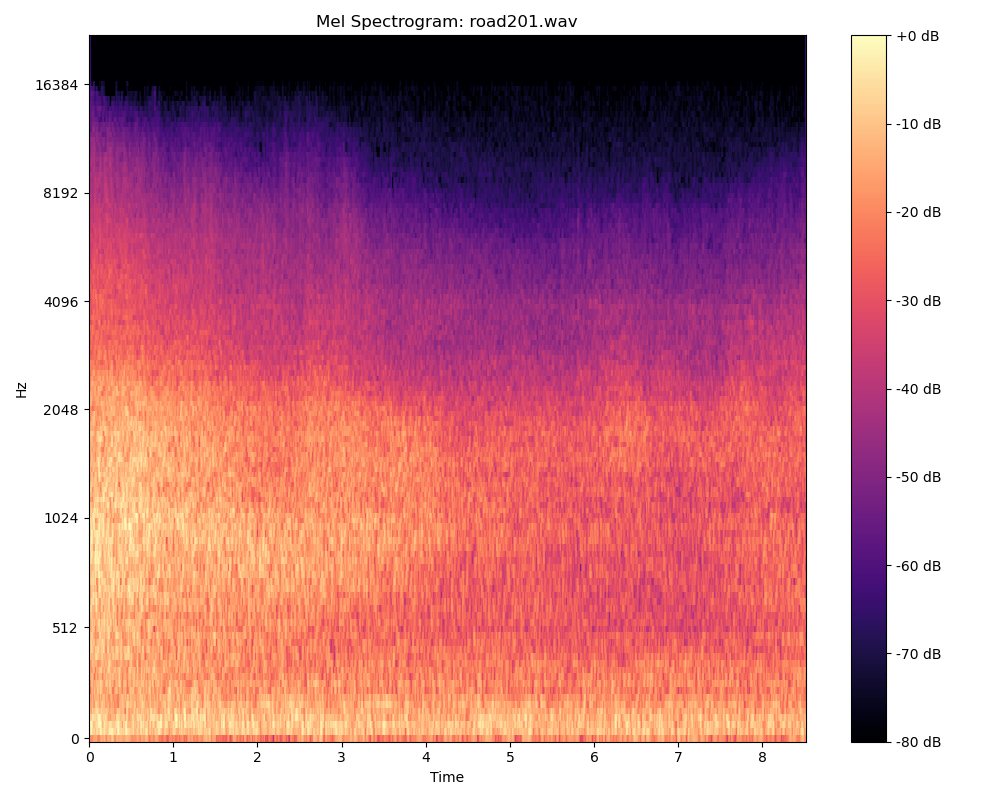 Mel Spectrogram: road201.wav
16384
8192
4096
2048
1024
512
0
Hz
0 1 2 3 4 5 6 7 8
Time
+0 dB
-10 dB
-20 dB
-30 dB
-40 dB
-50 dB
-60 dB
-70 dB
-80 dB